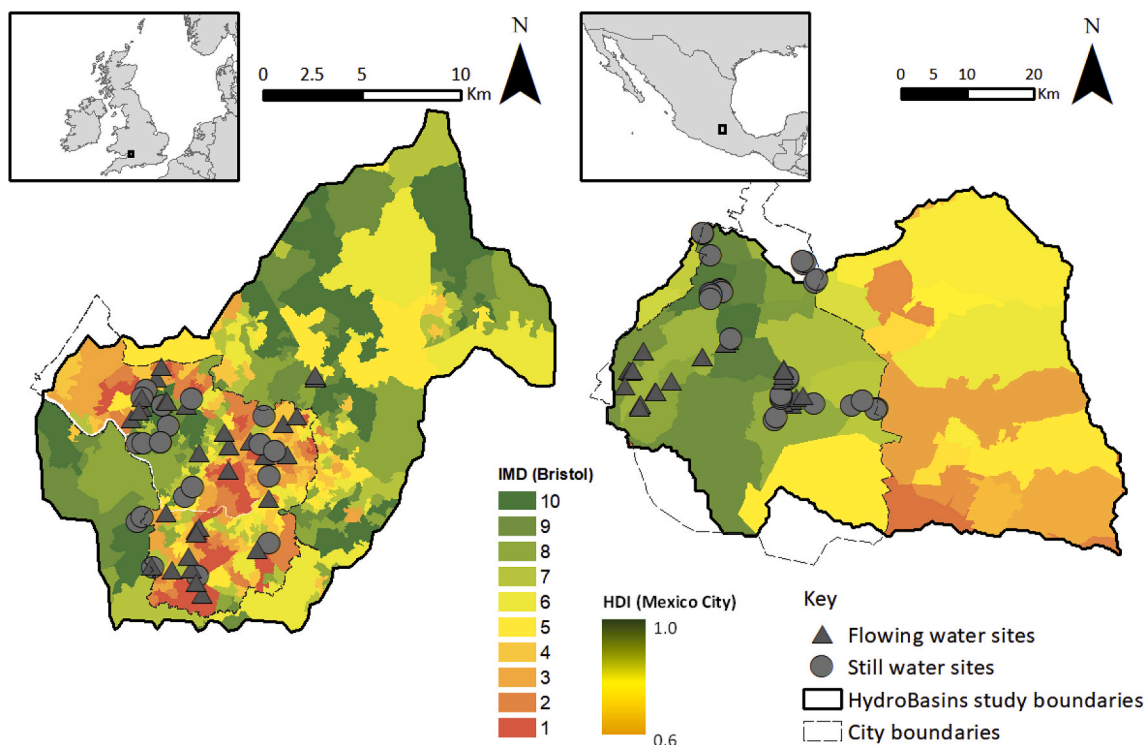 N
0 2.5 5 10
Km
N
0 5 10 20
Km
IMD (Bristol)
10
9
8
7
6
5
4
3
2
1
HDI (Mexico City)
1.0
0.6
Key
Flowing water sites
Still water sites
HydroBasins study boundaries
City boundaries